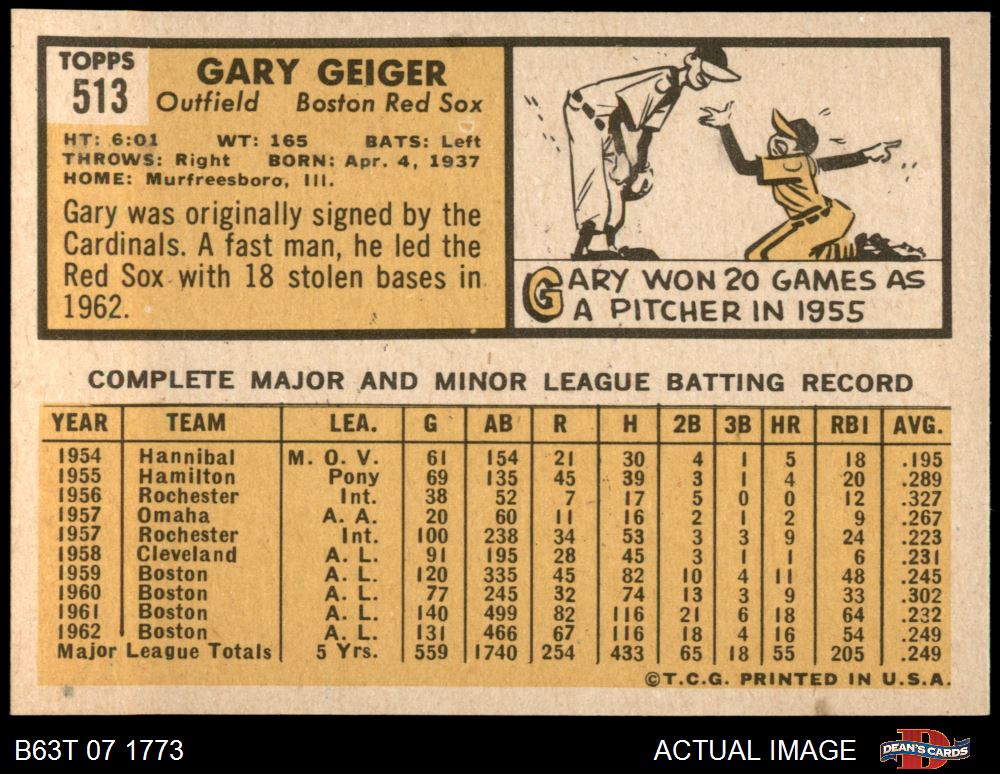 TOPPS
513
GARY GEIGER
Outfield Boston Red Sox
HT: 6:01 WT: 165 BATS: Left
THROWS: Right BORN: Apr. 4, 1937
HOME: Murfreesboro, Ill.
Gary was originally signed by the
Cardinals. A fast man, he led the
Red Sox with 18 stolen bases in
1962.
GARY WON 20 GAMES AS
A PITCHER IN 1955
COMPLETE MAJOR AND MINOR LEAGUE BATTING RECORD
YEAR TEAM LEA. G AB R H 2B 3B HR RBI AVG.
1954 Hannibal M. O. V. 61 154 21 30 4 1 5 18 .195
1955 Hamilton Pony 69 135 45 39 3 1 4 20 .289
1956 Rochester Int. 38 52 7 17 5 0 0 12 .327
1957 Omaha A. A. 20 60 11 16 2 1 2 9 .267
1957 Rochester Int. 100 238 34 53 3 3 9 24 .223
1958 Cleveland A. L. 91 195 28 45 3 1 1 6 .231
1959 Boston A. L. 120 335 45 82 10 4 11 48 .245
1960 Boston A. L. 77 245 32 74 13 3 9 33 .302
1961 Boston A. L. 140 499 82 116 21 6 18 64 .232
1962 Boston A. L. 131 466 67 116 18 4 16 54 .249
Major League Totals 5 Yrs. 559 1740 254 433 65 18 55 205 .249
©T.C.G. PRINTED IN U.S.A.
B63T 07 1773 ACTUAL IMAGE DEAN'S CARDS